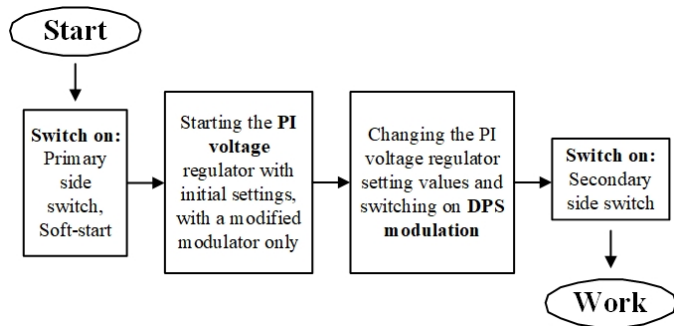 Start
Switch on:
Primary
side
switch,
Soft-start
Starting the PI
voltage
regulator with
initial settings,
with a modified
modulator only
Changing the PI
voltage regulator
setting values and
switching on DPS
modulation
Switch on:
Secondary
side switch
Work